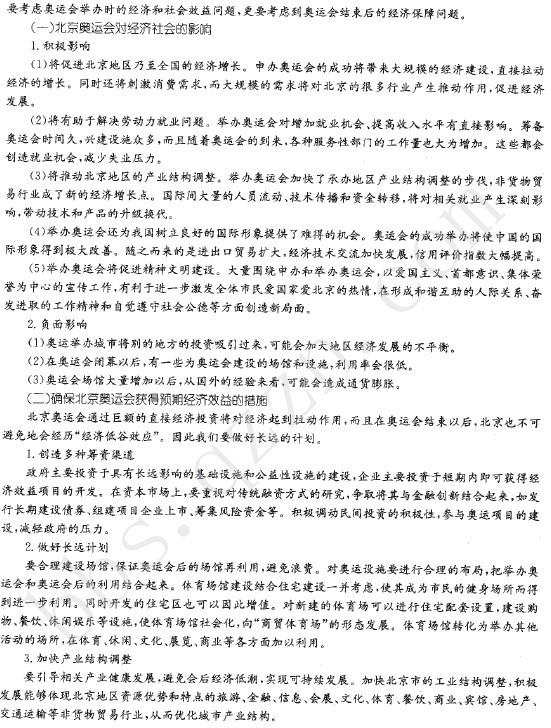 要考虑奥运会举办时的经济和社会效益问题,更要考虑到奥运会结束后的经济保障问题。
(一)北京奥运会对经济社会的影响
1.积极影响
(1)将促进北京地区乃至全国的经济增长。申办奥运会的成功将带来大规模的经济建设,直接拉动
经济的增长。同时还将刺激消费需求,而大规模的需求将对北京的很多行业产生推动作用,促进经济
发展。
(2)将有助于解决劳动力就业问题。举办奥运会对增加就业机会、提高收入水平有直接影响。筹备
奥运会时间久,兴建设施众多,而且随着奥运会的到来,各种服务性部门的工作量也大为增加。这些都会
创造就业机会,减少失业压力。
(3)将推动北京地区的产业结构调整。举办奥运会加快了承办地区产业结构调整的步伐,非货物贸
易行业成了新的经济增长点。国际间大量的人员流动、技术传播和资金转移,将对相关就业产生深刻影
响,带动技术和产品的升级换代。
(4)举办奥运会还为我国树立良好的国际形象提供了难得的机会。奥运会的成功举办将使中国的国
际形象得到极大改善。随之而来的是进出口贸易扩大,经济技术交流加快发展,信用评价指数大幅提高。
(5)举办奥运会将促进精神文明建设。大量围绕申办和举办奥运会,以爱国主义、首都意识、集体荣
誉为中心的宣传工作,有利于进一步激发全体市民爱国家爱北京的热情,在形成和谐互助的人际关系、奋
发进取的工作精神和自觉遵守社会公德等方面创造新局面。
2.负面影响
(1)奥运举办城市将别的地方的投资吸引过来,可能会加大地区经济发展的不平衡。
(2)在奥运会闭幕以后,有一些为奥运会建设的场馆和设施,利用率会很低。
(3)奥运会场馆大量增加以后,从国外的经验来看,可能会造成通货膨胀。
(二)确保北京奥运会获得预期经济效益的措施
北京奥运会通过巨额的直接经济投资将对经济起到拉动作用,而且在奥运会结束以后,北京也不可
避免地会经历“经济低谷效应”。因此我们要做好长远的计划。
1.创造多种筹资渠道
政府主要投资于具有长远影响的基础设施和公益性设施的建设,企业主要投资于短期内即可获得经
济效益项目的开发。在资本市场上,要重视对传统融资方式的研究,争取将其与金融创新结合起来,如发
行长期建设债券、组建项目企业上市、筹集风险资金等。积极调动民间投资的积极性,参与奥运项目的建
设,减轻政府的压力。
2.做好长远计划
要合理建设场馆,保证奥运会后的场馆再利用,避免浪费。对奥运设施要进行合理的布局,把举办奥
运会和奥运会后的利用结合起来。体育场馆建设结合住宅建设一并考虑,使其成为市民的健身场所而得
到进一步利用。同时开发的住宅区也可以因此增值。对新建的体育场可以进行住宅配套设置,建设购
物、餐饮、休闲娱乐等设施,使体育场馆社会化,向“商贸体育场”的形态发展。体育场馆转化为举办其他
活动的场所,在体育、休闲、文化、展览、商业等各方面加以利用。
3.加快产业结构调整
要引导相关产业健康发展,避免会后经济低潮,实现可持续发展。加快北京市的工业结构调整,积极
发展能够体现北京地区资源优势和特点的旅游、金融、信息、会展、文化、体育、餐饮、商业、宾馆、房地产、
交通运输等非货物贸易行业,从而优化城市产业结构。